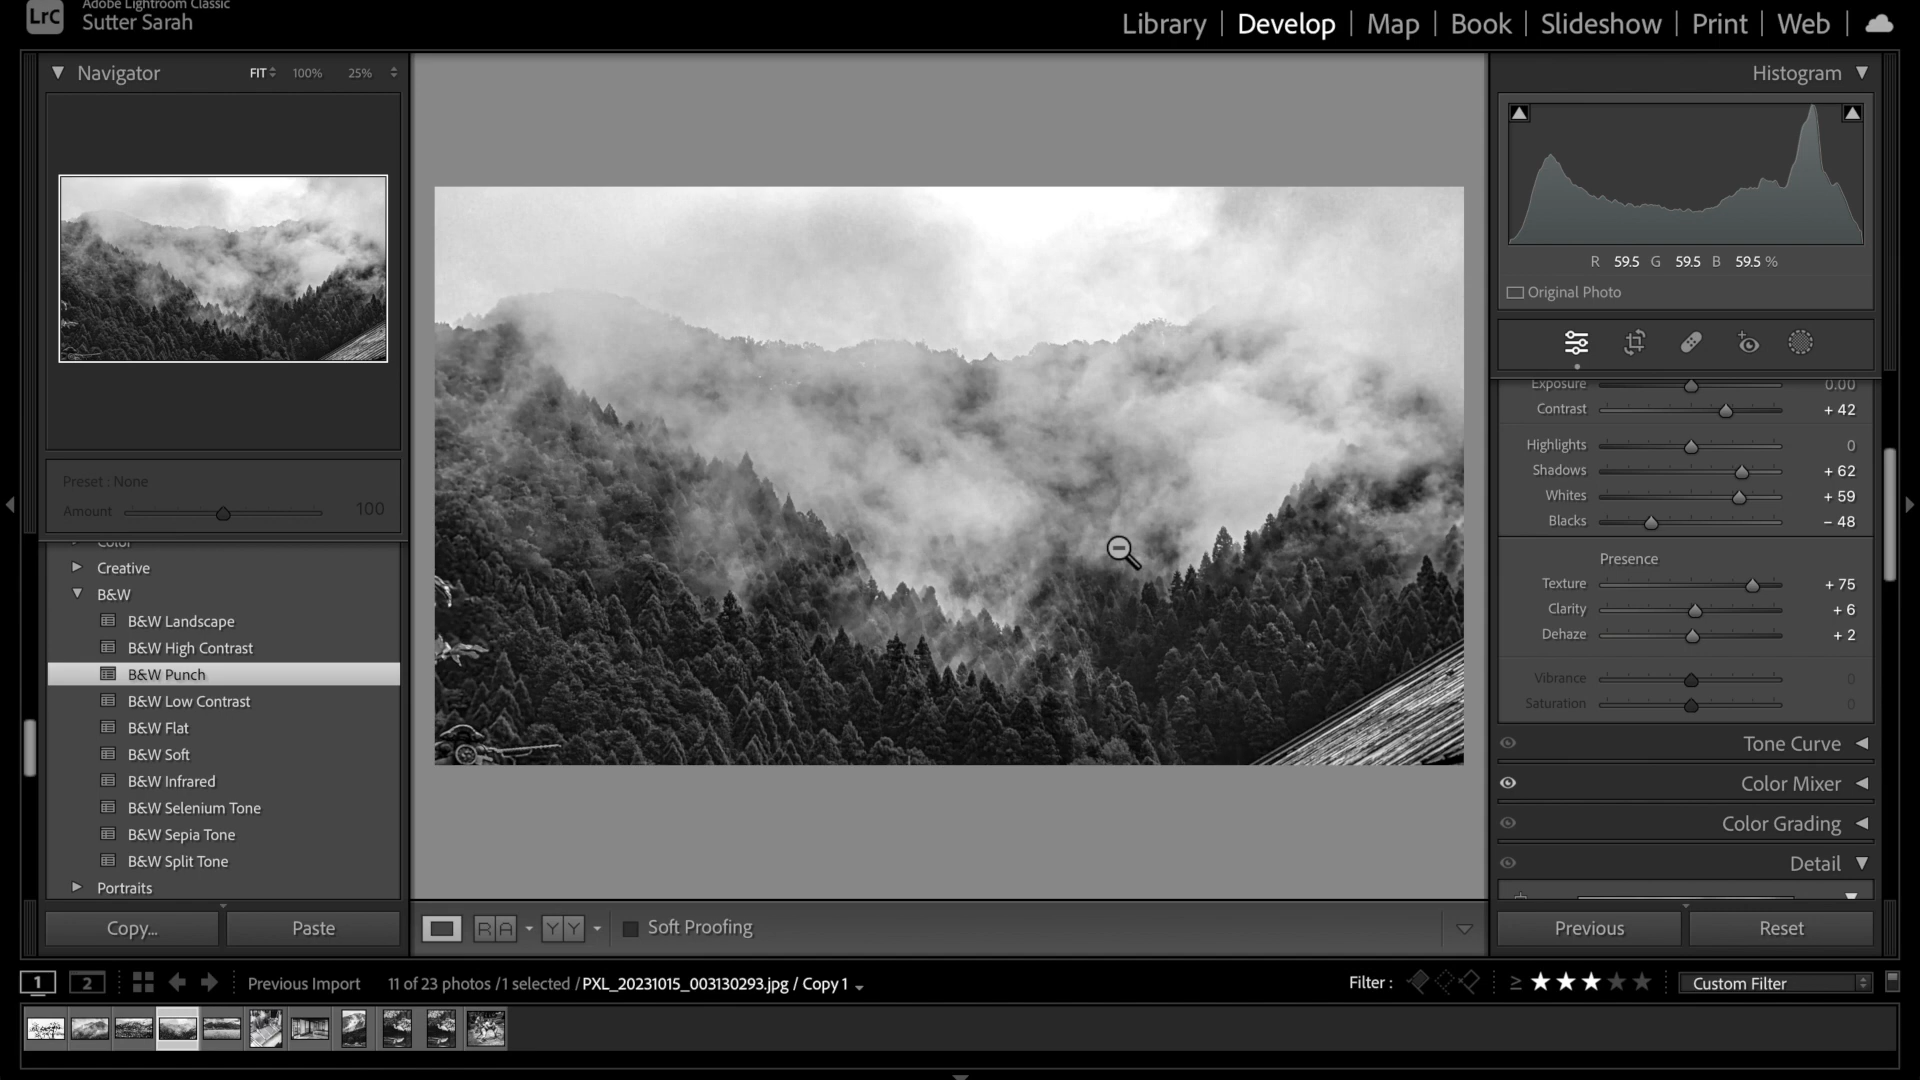 LrC
Adobe Lightroom Classic
Sutter Sarah
Library | Develop | Map | Book | Slideshow | Print | Web
Navigator FIT 100% 25%
Preset : None
Amount 100
Color
Creative
B&W
B&W Landscape
B&W High Contrast
B&W Punch
B&W Low Contrast
B&W Flat
B&W Soft
B&W Infrared
B&W Selenium Tone
B&W Sepia Tone
B&W Split Tone
Portraits
Copy... Paste
R A Y Y Soft Proofing
Histogram
R 59.5 G 59.5 B 59.5 %
Original Photo
Exposure 0.00
Contrast + 42
Highlights 0
Shadows + 62
Whites + 59
Blacks – 48
Presence
Texture + 75
Clarity + 6
Dehaze + 2
Vibrance 0
Saturation 0
Tone Curve
Color Mixer
Color Grading
Detail
Previous Reset
1 2 Previous Import 11 of 23 photos /1 selected /PXL_20231015_003130293.jpg / Copy 1
Filter : ≥ ★★★★★ Custom Filter